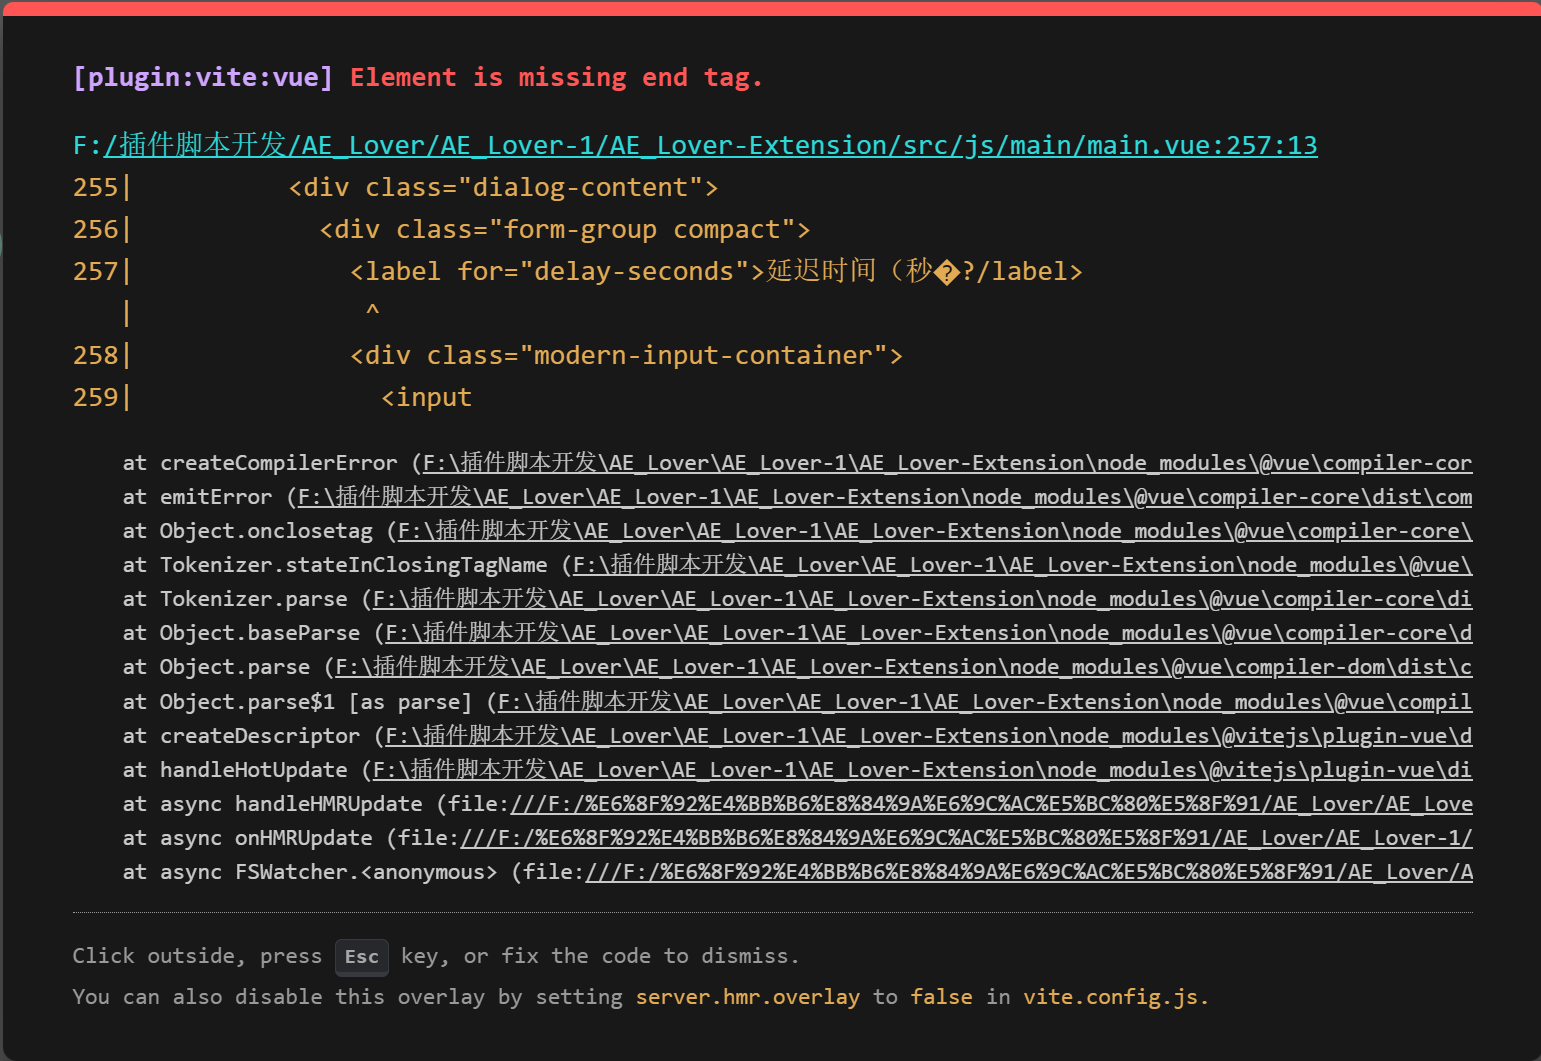 [plugin:vite:vue] Element is missing end tag.
F:/插件脚本开发/AE_Lover/AE_Lover-1/AE_Lover-Extension/src/js/main/main.vue:257:13
255|          <div class="dialog-content">
256|            <div class="form-group compact">
257|              <label for="delay-seconds">延迟时间（秒�?/label>
   |               ^
258|              <div class="modern-input-container">
259|                <input
at createCompilerError (F:\插件脚本开发\AE_Lover\AE_Lover-1\AE_Lover-Extension\node_modules\@vue\compiler-cor
at emitError (F:\插件脚本开发\AE_Lover\AE_Lover-1\AE_Lover-Extension\node_modules\@vue\compiler-core\dist\com
at Object.onclosetag (F:\插件脚本开发\AE_Lover\AE_Lover-1\AE_Lover-Extension\node_modules\@vue\compiler-core\
at Tokenizer.stateInClosingTagName (F:\插件脚本开发\AE_Lover\AE_Lover-1\AE_Lover-Extension\node_modules\@vue\
at Tokenizer.parse (F:\插件脚本开发\AE_Lover\AE_Lover-1\AE_Lover-Extension\node_modules\@vue\compiler-core\di
at Object.baseParse (F:\插件脚本开发\AE_Lover\AE_Lover-1\AE_Lover-Extension\node_modules\@vue\compiler-core\d
at Object.parse (F:\插件脚本开发\AE_Lover\AE_Lover-1\AE_Lover-Extension\node_modules\@vue\compiler-dom\dist\c
at Object.parse$1 [as parse] (F:\插件脚本开发\AE_Lover\AE_Lover-1\AE_Lover-Extension\node_modules\@vue\compil
at createDescriptor (F:\插件脚本开发\AE_Lover\AE_Lover-1\AE_Lover-Extension\node_modules\@vitejs\plugin-vue\d
at handleHotUpdate (F:\插件脚本开发\AE_Lover\AE_Lover-1\AE_Lover-Extension\node_modules\@vitejs\plugin-vue\di
at async handleHMRUpdate (file:///F:/%E6%8F%92%E4%BB%B6%E8%84%9A%E6%9C%AC%E5%BC%80%E5%8F%91/AE_Lover/AE_Love
at async onHMRUpdate (file:///F:/%E6%8F%92%E4%BB%B6%E8%84%9A%E6%9C%AC%E5%BC%80%E5%8F%91/AE_Lover/AE_Lover-1/
at async FSWatcher.<anonymous> (file:///F:/%E6%8F%92%E4%BB%B6%E8%84%9A%E6%9C%AC%E5%BC%80%E5%8F%91/AE_Lover/A
Click outside, press Esc key, or fix the code to dismiss.
You can also disable this overlay by setting server.hmr.overlay to false in vite.config.js.